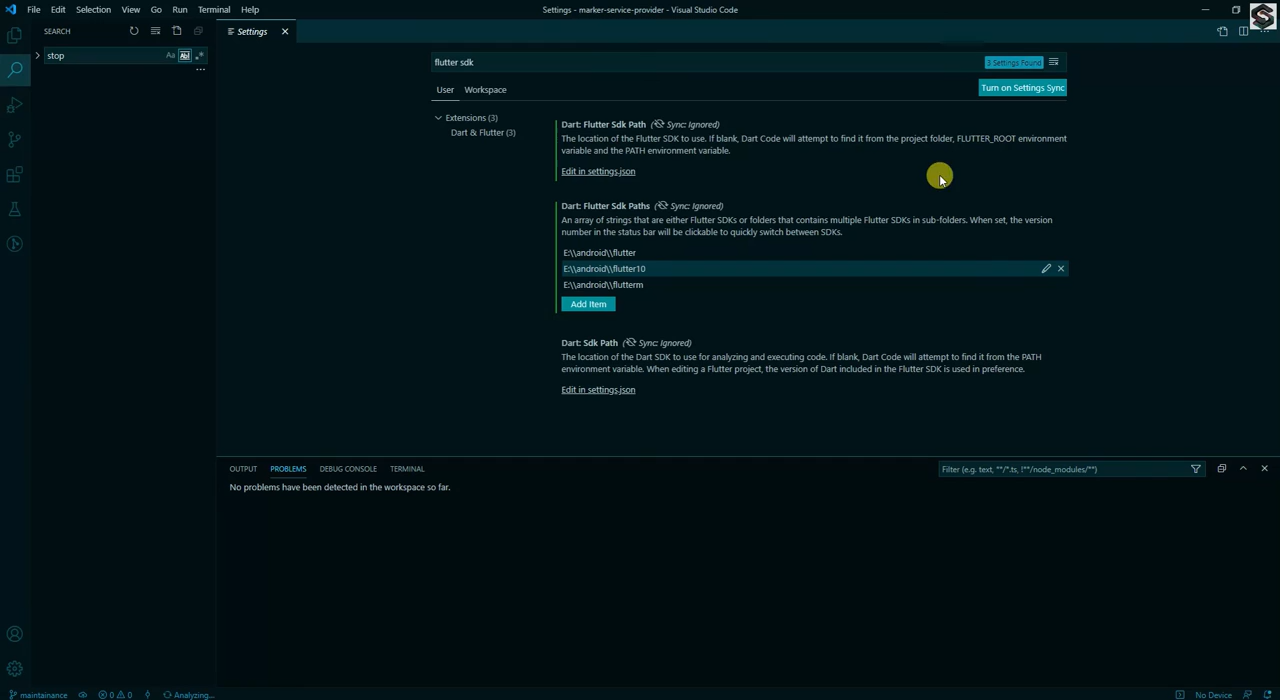 File Edit Selection View Go Run Terminal Help
Settings - marker-service-provider - Visual Studio Code
SEARCH
stop
Aa
Ab
Settings
flutter sdk
3 Settings Found
User Workspace
Turn on Settings Sync
Extensions (3)
Dart & Flutter (3)
Dart: Flutter Sdk Path (Sync: Ignored)
The location of the Flutter SDK to use. If blank, Dart Code will attempt to find it from the project folder, FLUTTER_ROOT environment
variable and the PATH environment variable.
Edit in settings.json
Dart: Flutter Sdk Paths (Sync: Ignored)
An array of strings that are either Flutter SDKs or folders that contains multiple Flutter SDKs in sub-folders. When set, the version
number in the status bar will be clickable to quickly switch between SDKs.
E:\\android\\flutter
E:\\android\\flutter10
E:\\android\\flutterm
Add Item
Dart: Sdk Path (Sync: Ignored)
The location of the Dart SDK to use for analyzing and executing code. If blank, Dart Code will attempt to find it from the PATH
environment variable. When editing a Flutter project, the version of Dart included in the Flutter SDK is used in preference.
Edit in settings.json
OUTPUT PROBLEMS DEBUG CONSOLE TERMINAL
Filter (e.g. text, **/*.ts, !**/node_modules/**)
No problems have been detected in the workspace so far.
maintainance 0 0 Analyzing...
No Device